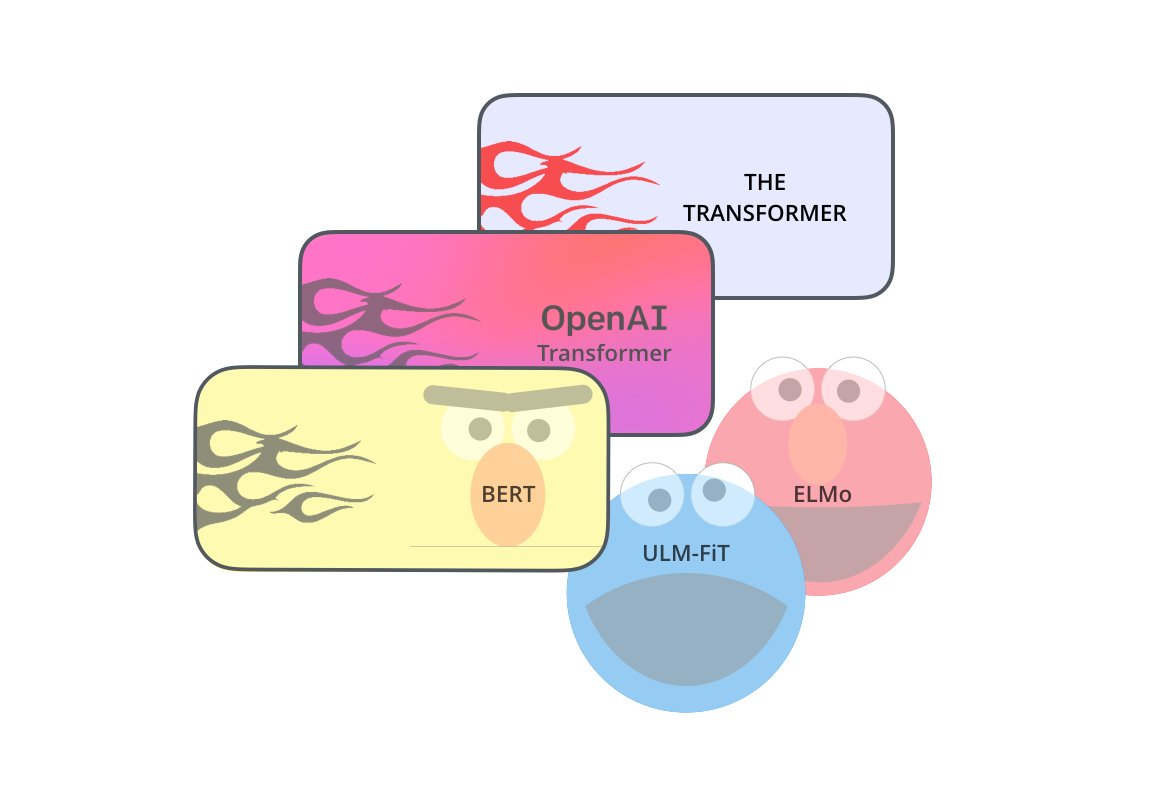 THE
TRANSFORMER
OpenAI
Transformer
BERT
ELMo
ULM-FiT